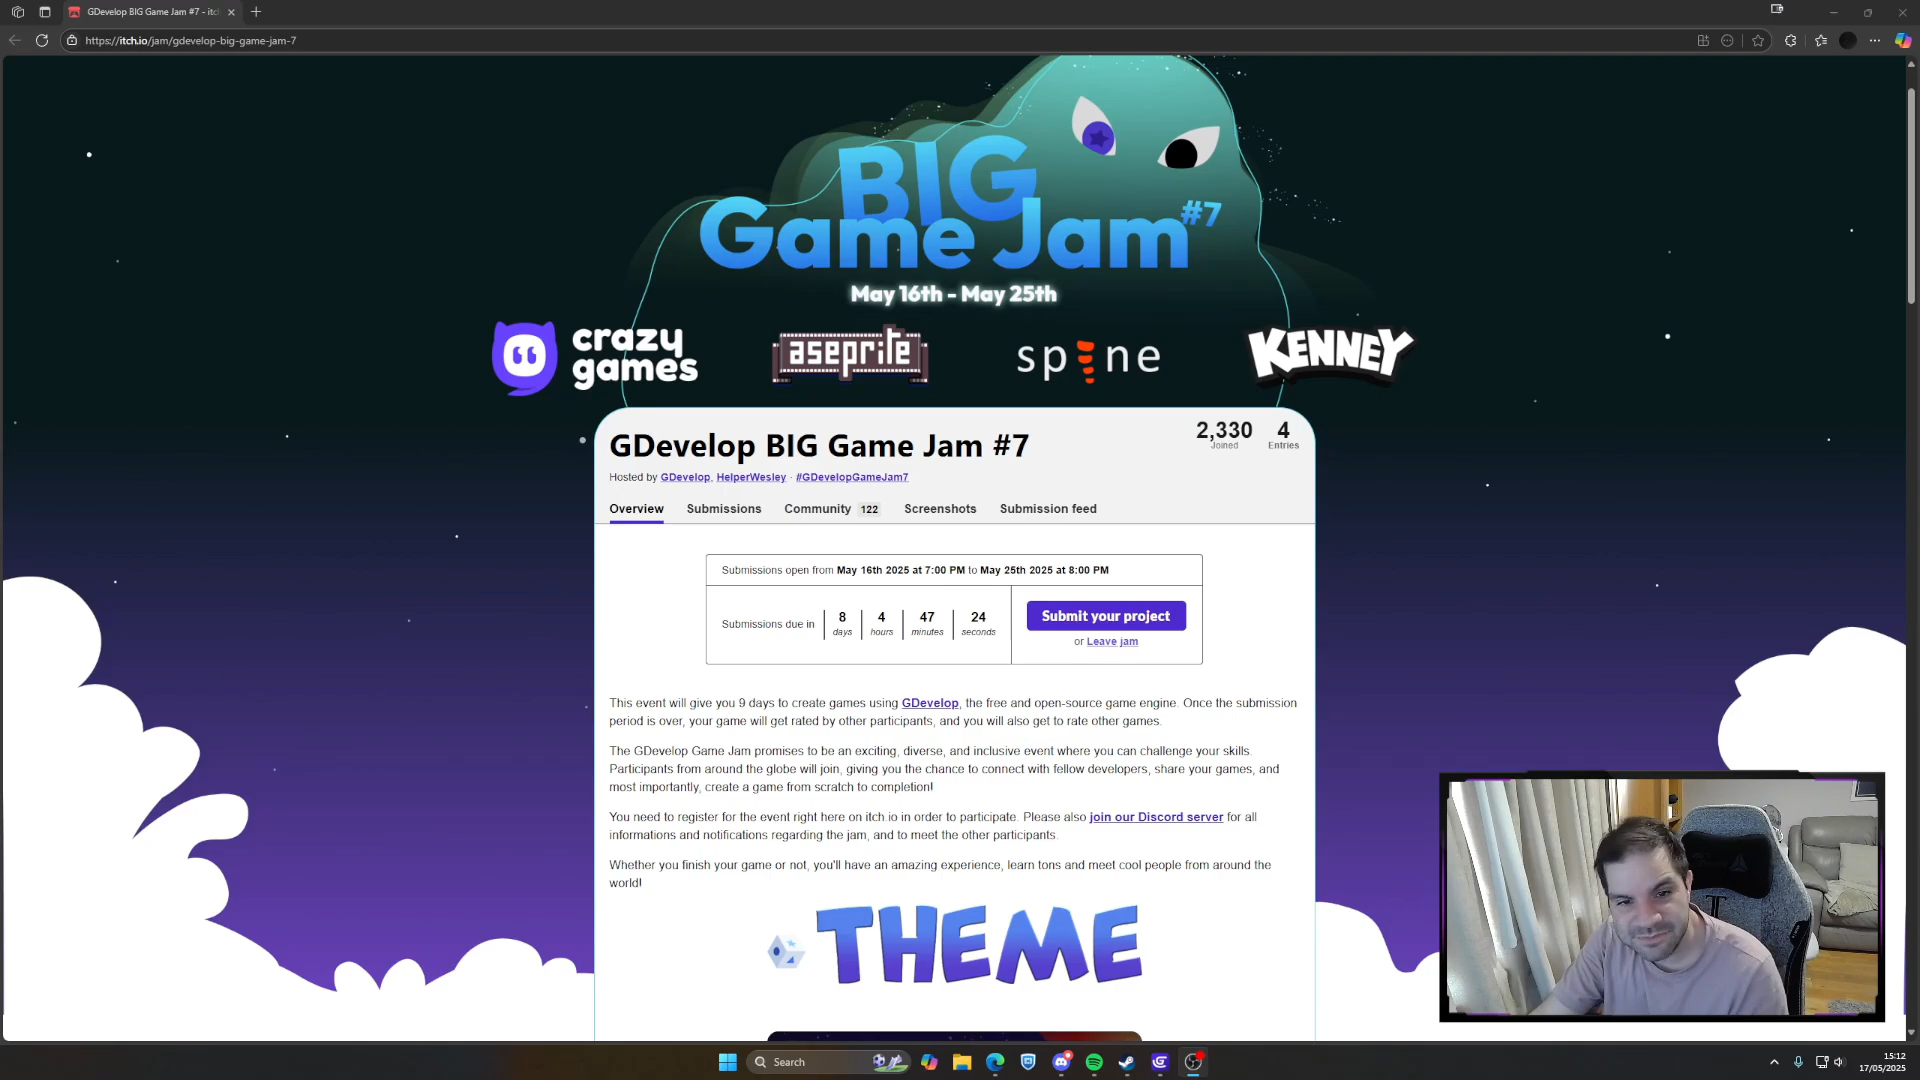 GDevelop BIG Game Jam #7 - itc
https://itch.io/jam/gdevelop-big-game-jam-7
BIG
Game Jam #7
May 16th - May 25th
crazy games
aseprite
spine
KENNEY
GDevelop BIG Game Jam #7
2,330
Joined
4
Entries
Hosted by GDevelop, HelperWesley · #GDevelopGameJam7
Overview Submissions Community 122 Screenshots Submission feed
Submissions open from May 16th 2025 at 7:00 PM to May 25th 2025 at 8:00 PM
Submissions due in
8
days
4
hours
47
minutes
24
seconds
Submit your project
or Leave jam
This event will give you 9 days to create games using GDevelop, the free and open-source game engine. Once the submission
period is over, your game will get rated by other participants, and you will also get to rate other games.
The GDevelop Game Jam promises to be an exciting, diverse, and inclusive event where you can challenge your skills.
Participants from around the globe will join, giving you the chance to connect with fellow developers, share your games, and
most importantly, create a game from scratch to completion!
You need to register for the event right here on itch.io in order to participate. Please also join our Discord server for all
informations and notifications regarding the jam, and to meet the other participants.
Whether you finish your game or not, you'll have an amazing experience, learn tons and meet cool people from around the
world!
THEME
Search
15:12
17/05/2025